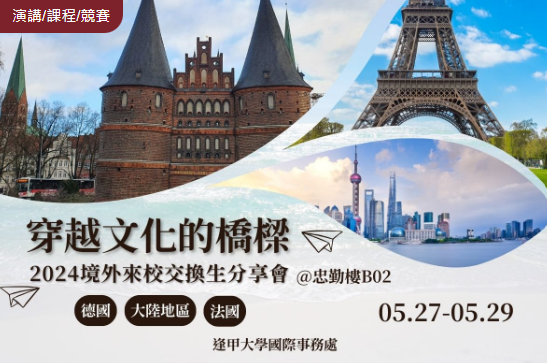 演講/課程/競賽
穿越文化的橋樑
2024境外來校交換生分享會 @忠勤樓B02
德國 大陸地區 法國
05.27-05.29
逢甲大學國際事務處